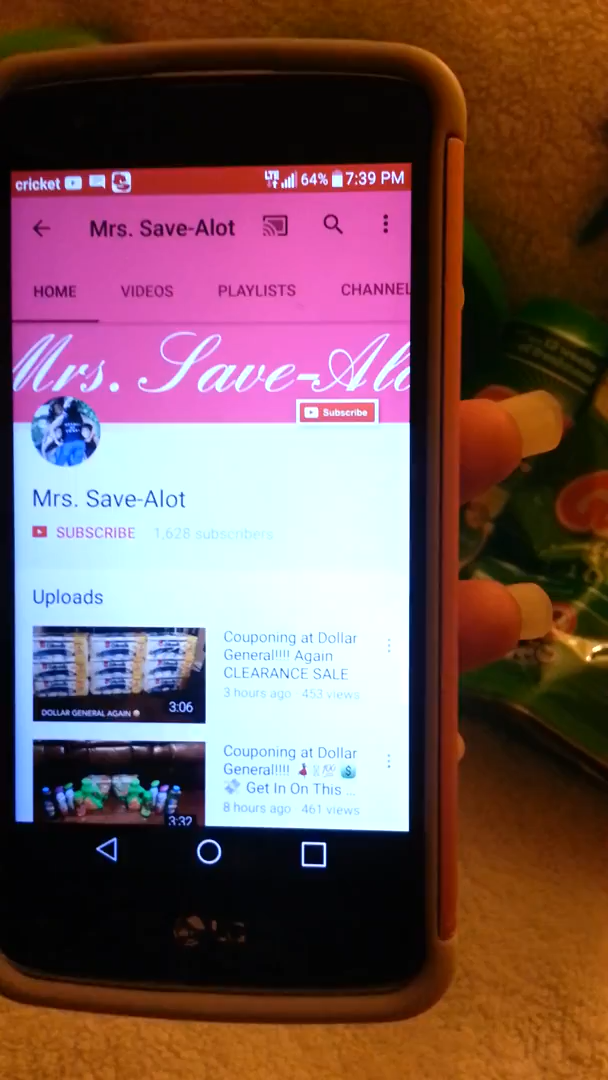 cricket LTE 64% 7:39 PM
Mrs. Save-Alot
HOME VIDEOS PLAYLISTS CHANNEL
Mrs. Save-Alo
Subscribe
Mrs. Save-Alot
SUBSCRIBE 1,628 subscribers
Uploads
Couponing at Dollar
General!!!! Again
CLEARANCE SALE
3 hours ago 453 views
DOLLAR GENERAL AGAIN
3:06
Couponing at Dollar
General!!!! 💃 💯 💲
💸 Get In On This ...
8 hours ago 461 views
3:32
LG